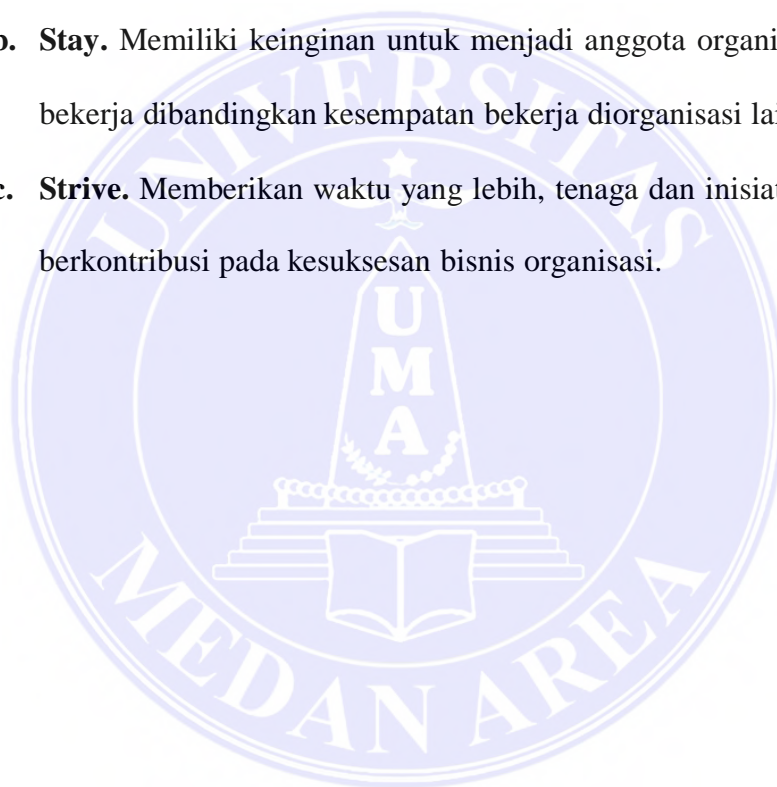 b. Stay. Memiliki keinginan untuk menjadi anggota organi
bekerja dibandingkan kesempatan bekerja diorganisasi lai
c. Strive. Memberikan waktu yang lebih, tenaga dan inisiat
berkontribusi pada kesuksesan bisnis organisasi.
UNIVERSITAS
U
M
A
MEDAN AREA